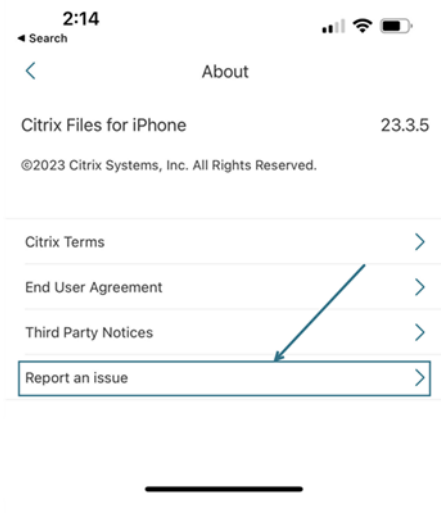 2:14
◄ Search
About
Citrix Files for iPhone 23.3.5
©2023 Citrix Systems, Inc. All Rights Reserved.
Citrix Terms
End User Agreement
Third Party Notices
Report an issue